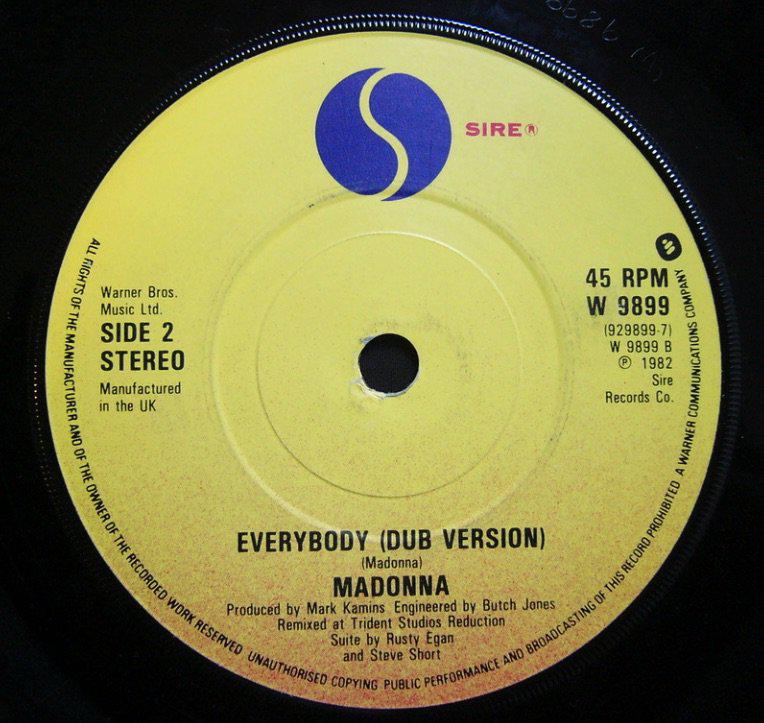 SIRE®
45 RPM
W 9899
(929899-7)
W 9899 B
℗ 1982
Sire
Records Co.
Warner Bros.
Music Ltd.
SIDE 2
STEREO
Manufactured
in the UK
EVERYBODY (DUB VERSION)
(Madonna)
MADONNA
Produced by Mark Kamins Engineered by Butch Jones
Remixed at Trident Studios Reduction
Suite by Rusty Egan
and Steve Short
ALL RIGHTS OF THE MANUFACTURER AND OF THE OWNER OF THE RECORDED WORK RESERVED UNAUTHORISED COPYING PUBLIC PERFORMANCE AND BROADCASTING OF THIS RECORD PROHIBITED A WARNER COMMUNICATIONS COMPANY